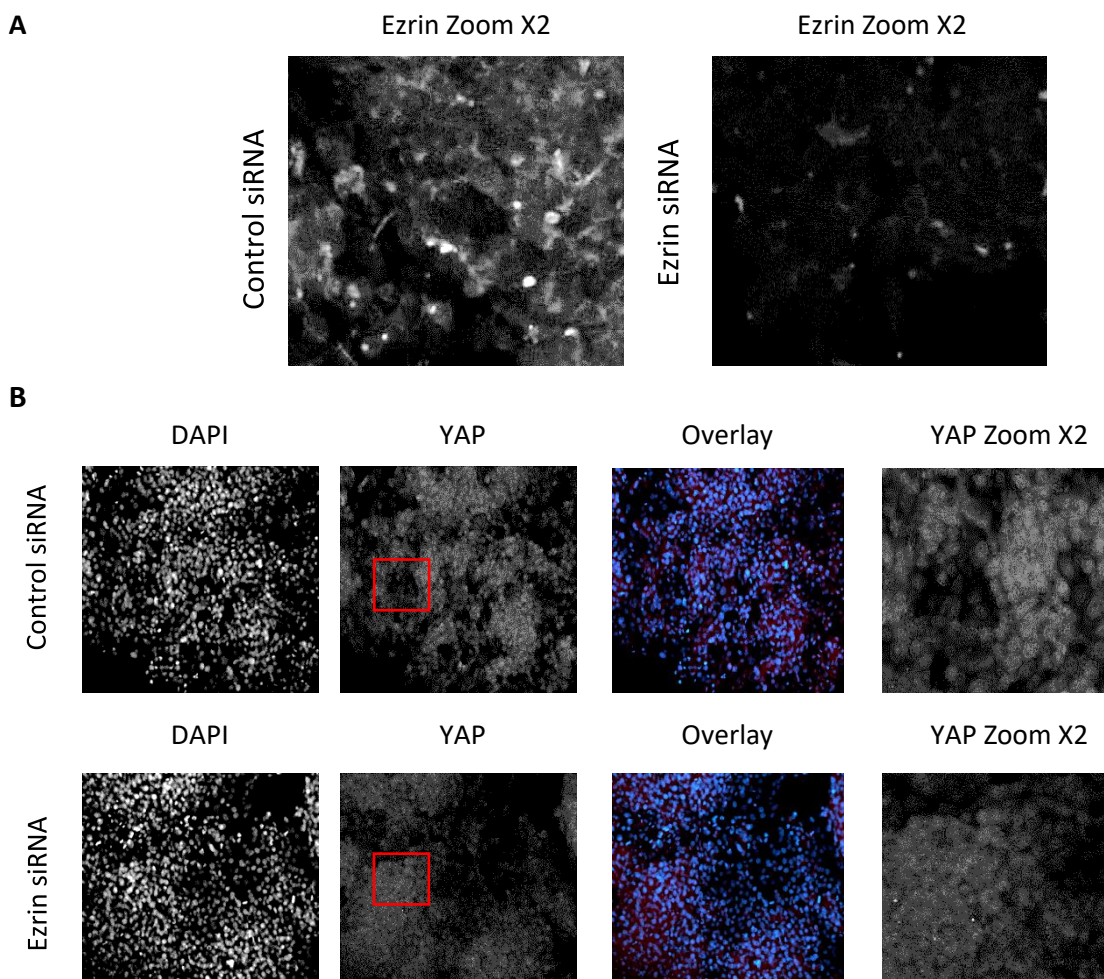 A
Ezrin Zoom X2
Ezrin Zoom X2
Control siRNA
Ezrin siRNA
B
DAPI
YAP
Overlay
YAP Zoom X2
Control siRNA
DAPI
YAP
Overlay
YAP Zoom X2
Ezrin siRNA